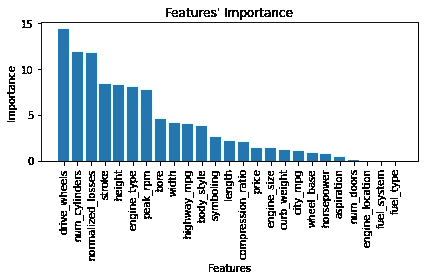 Features' Importance
15
10
5
0
Importance
drive_wheels
num_cylinders
normalized_losses
stroke
height
engine_type
peak_rpm
bore
width
highway_mpg
body_style
symboling
length
compression_ratio
price
engine_size
curb_weight
city_mpg
wheel_base
horsepower
aspiration
num_doors
engine_location
fuel_system
fuel_type
Features